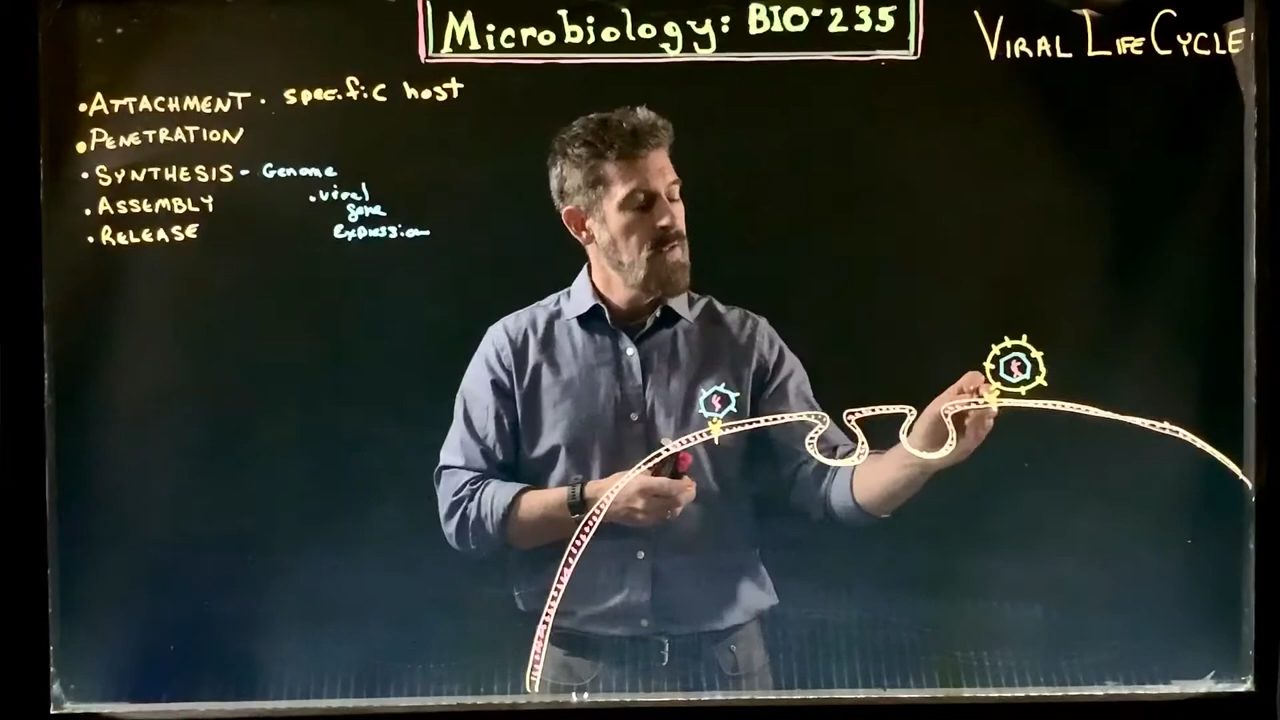 Microbiology: BIO-235
VIRAL LIFE CYCLE
• ATTACHMENT · specific host
• PENETRATION
• SYNTHESIS - Genome
• ASSEMBLY • viral
gene
• RELEASE Expression